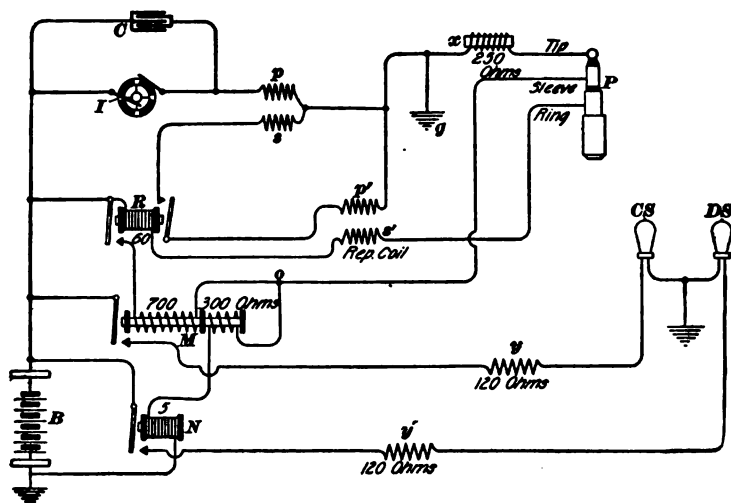 C
I
p
s
x
250
Ohms
Tip
Sleeve
P
Ring
g
R
60
p'
s'
Rep. Coil
CS
DS
o
700
300 Ohms
M
y
120 Ohms
B
5
N
y'
120 Ohms